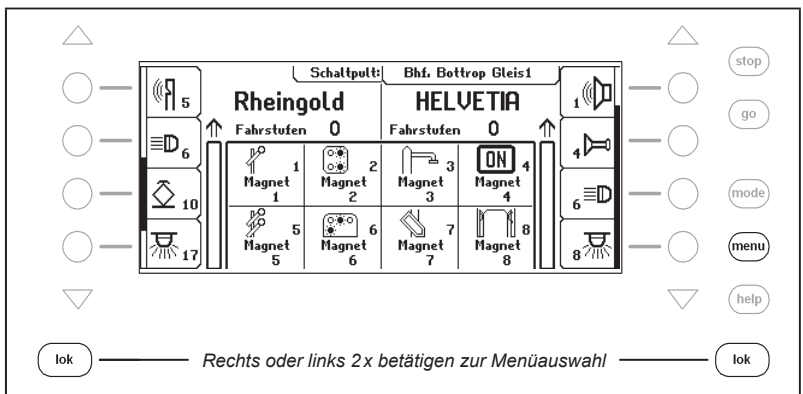 stop
Schaltpult: Bhf. Bottrop Gleis1
5 Rheingold HELVETIA 1
go
Fahrstufen 0 Fahrstufen 0
6 4
1 2 3 ON 4
Magnet Magnet Magnet Magnet
1 2 3 4
10 6
mode
5 6 7 8
Magnet Magnet Magnet Magnet
5 6 7 8
17 8
menu
help
lok Rechts oder links 2x betätigen zur Menüauswahl lok